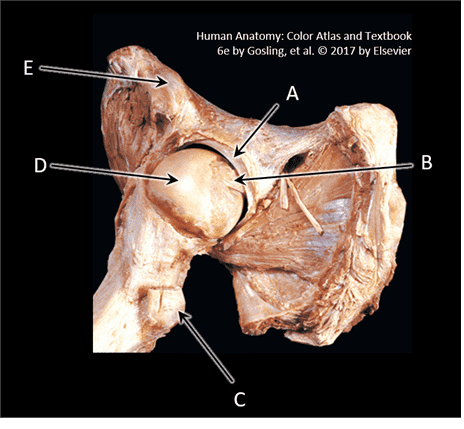 Human Anatomy: Color Atlas and Textbook
6e by Gosling, et al. © 2017 by Elsevier
E
A
D
B
C